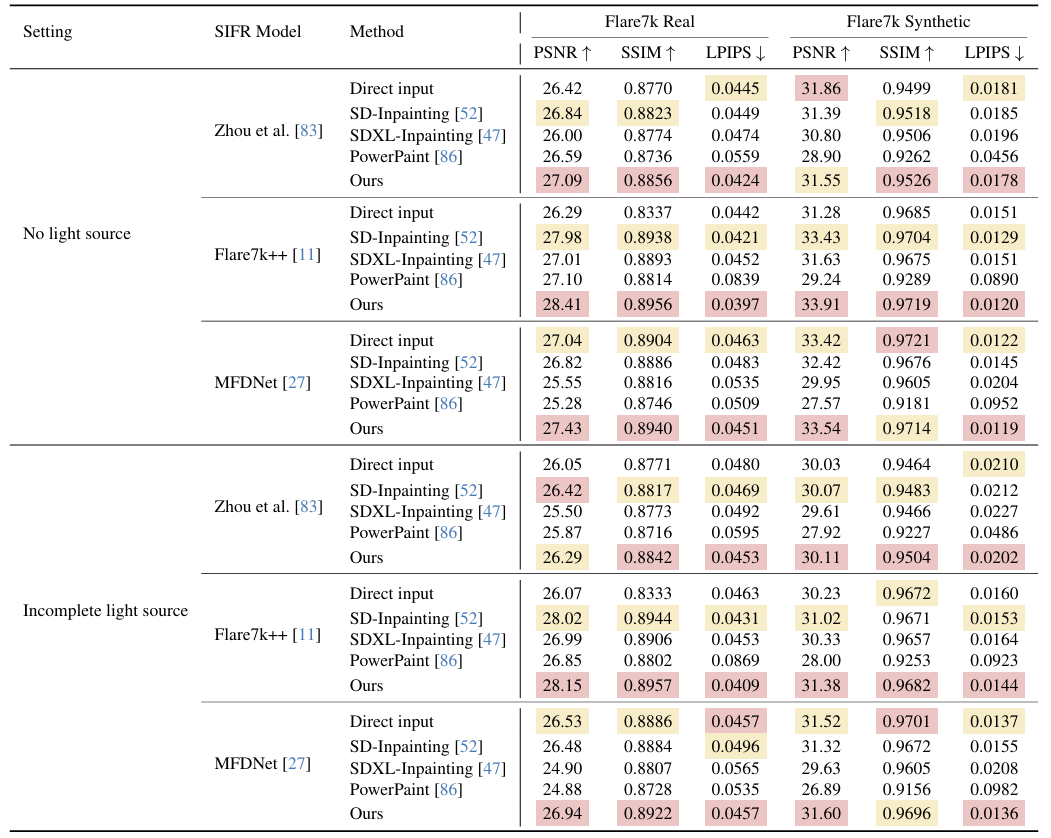 Setting SIFR Model Method Flare7k Real Flare7k Synthetic
PSNR ↑ SSIM ↑ LPIPS ↓ PSNR ↑ SSIM ↑ LPIPS ↓
No light source
Zhou et al. [83]
Direct input 26.42 0.8770 0.0445 31.86 0.9499 0.0181
SD-Inpainting [52] 26.84 0.8823 0.0449 31.39 0.9518 0.0185
SDXL-Inpainting [47] 26.00 0.8774 0.0474 30.80 0.9506 0.0196
PowerPaint [86] 26.59 0.8736 0.0559 28.90 0.9262 0.0456
Ours 27.09 0.8856 0.0424 31.55 0.9526 0.0178
Flare7k++ [11]
Direct input 26.29 0.8337 0.0442 31.28 0.9685 0.0151
SD-Inpainting [52] 27.98 0.8938 0.0421 33.43 0.9704 0.0129
SDXL-Inpainting [47] 27.01 0.8893 0.0452 31.63 0.9675 0.0151
PowerPaint [86] 27.10 0.8814 0.0839 29.24 0.9289 0.0890
Ours 28.41 0.8956 0.0397 33.91 0.9719 0.0120
MFDNet [27]
Direct input 27.04 0.8904 0.0463 33.42 0.9721 0.0122
SD-Inpainting [52] 26.82 0.8886 0.0483 32.42 0.9676 0.0145
SDXL-Inpainting [47] 25.55 0.8816 0.0535 29.95 0.9605 0.0204
PowerPaint [86] 25.28 0.8746 0.0509 27.57 0.9181 0.0952
Ours 27.43 0.8940 0.0451 33.54 0.9714 0.0119
Incomplete light source
Zhou et al. [83]
Direct input 26.05 0.8771 0.0480 30.03 0.9464 0.0210
SD-Inpainting [52] 26.42 0.8817 0.0469 30.07 0.9483 0.0212
SDXL-Inpainting [47] 25.50 0.8773 0.0492 29.61 0.9466 0.0227
PowerPaint [86] 25.87 0.8716 0.0595 27.92 0.9227 0.0486
Ours 26.29 0.8842 0.0453 30.11 0.9504 0.0202
Flare7k++ [11]
Direct input 26.07 0.8333 0.0463 30.23 0.9672 0.0160
SD-Inpainting [52] 28.02 0.8944 0.0431 31.02 0.9671 0.0153
SDXL-Inpainting [47] 26.99 0.8906 0.0453 30.33 0.9657 0.0164
PowerPaint [86] 26.85 0.8802 0.0869 28.00 0.9253 0.0923
Ours 28.15 0.8957 0.0409 31.38 0.9682 0.0144
MFDNet [27]
Direct input 26.53 0.8886 0.0457 31.52 0.9701 0.0137
SD-Inpainting [52] 26.48 0.8884 0.0496 31.32 0.9672 0.0155
SDXL-Inpainting [47] 24.90 0.8807 0.0565 29.63 0.9605 0.0208
PowerPaint [86] 24.88 0.8728 0.0535 26.89 0.9156 0.0982
Ours 26.94 0.8922 0.0457 31.60 0.9696 0.0136